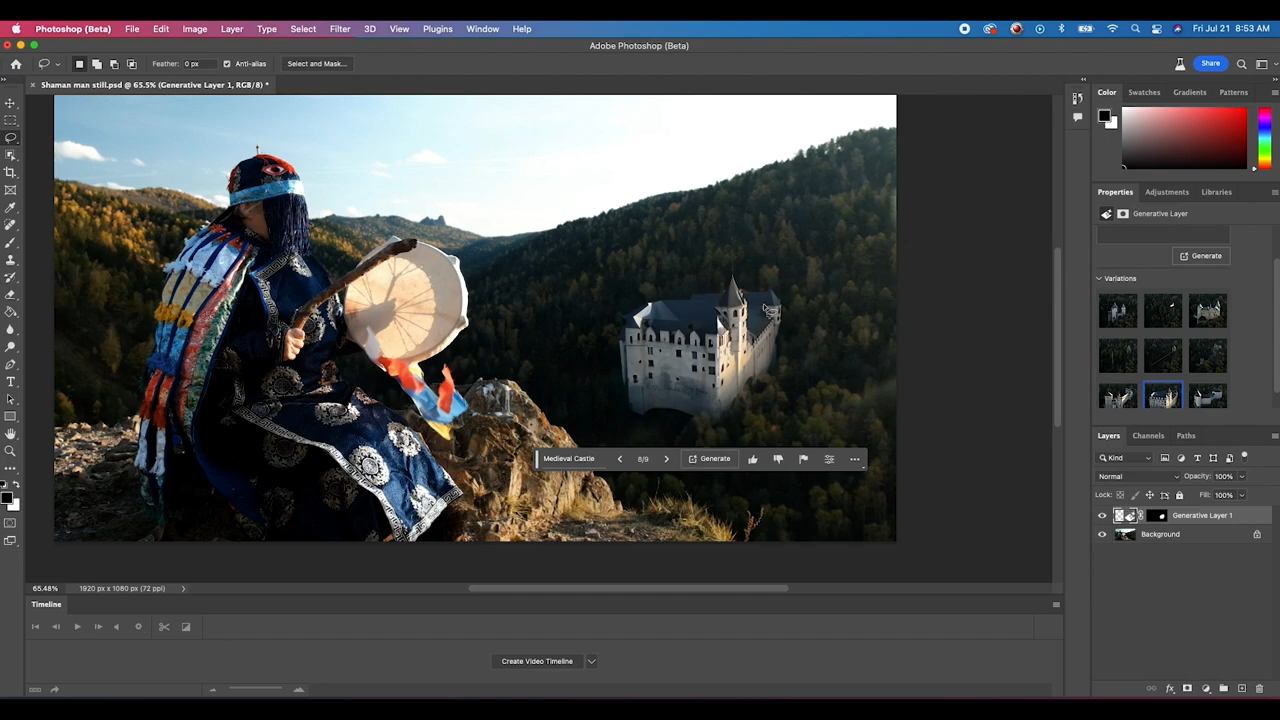 Photoshop (Beta) File Edit Image Layer Type Select Filter 3D View Plugins Window Help Fri Jul 21 8:53 AM
Adobe Photoshop (Beta)
Feather: 0 px Anti-alias Select and Mask... Share
Shaman man still.psd @ 65.5% (Generative Layer 1, RGB/8) *
Color Swatches Gradients Patterns
Properties Adjustments Libraries
Generative Layer
Generate
Variations
Medieval Castle 8/9 Generate
Layers Channels Paths
Kind
Normal Opacity: 100%
Lock: Fill: 100%
Generative Layer 1
Background
65.48% 1920 px x 1080 px (72 ppi)
Timeline
Create Video Timeline
fx